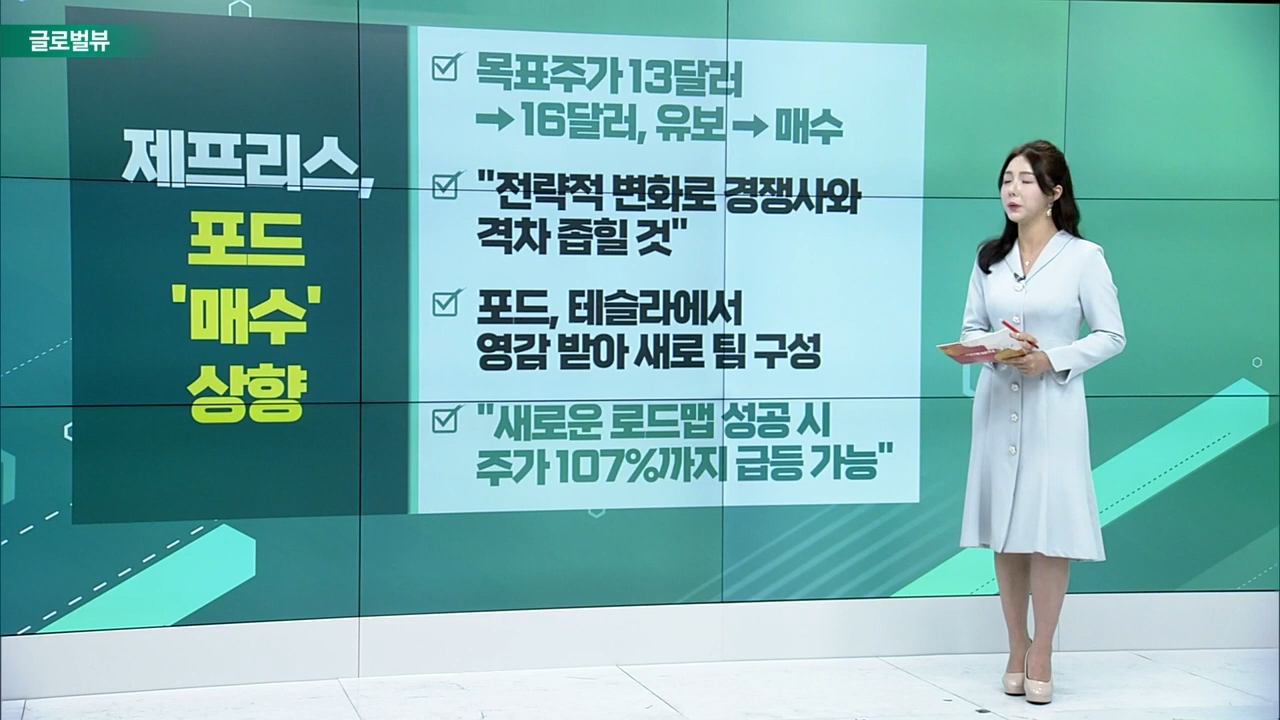 글로벌뷰
제프리스,
포드
'매수'
상향
목표주가 13달러
→ 16달러, 유보 → 매수
"전략적 변화로 경쟁사와
격차 좁힐 것"
포드, 테슬라에서
영감 받아 새로 팀 구성
"새로운 로드맵 성공 시
주가 107%까지 급등 가능"